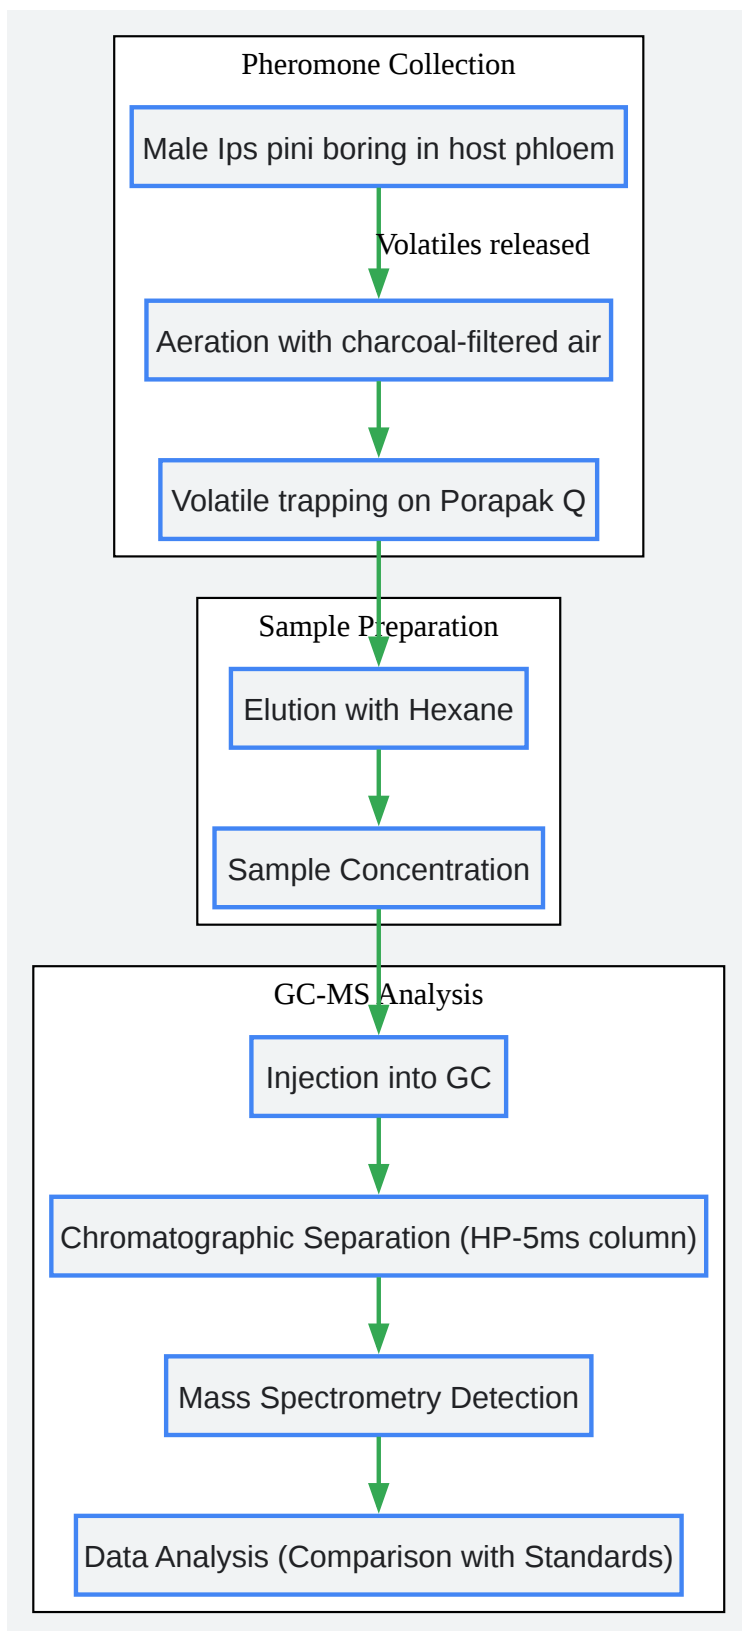 Pheromone Collection
Male Ips pini boring in host phloem
Volatiles released
Aeration with charcoal-filtered air
Volatile trapping on Porapak Q
Sample Preparation
Elution with Hexane
Sample Concentration
GC-MS Analysis
Injection into GC
Chromatographic Separation (HP-5ms column)
Mass Spectrometry Detection
Data Analysis (Comparison with Standards)